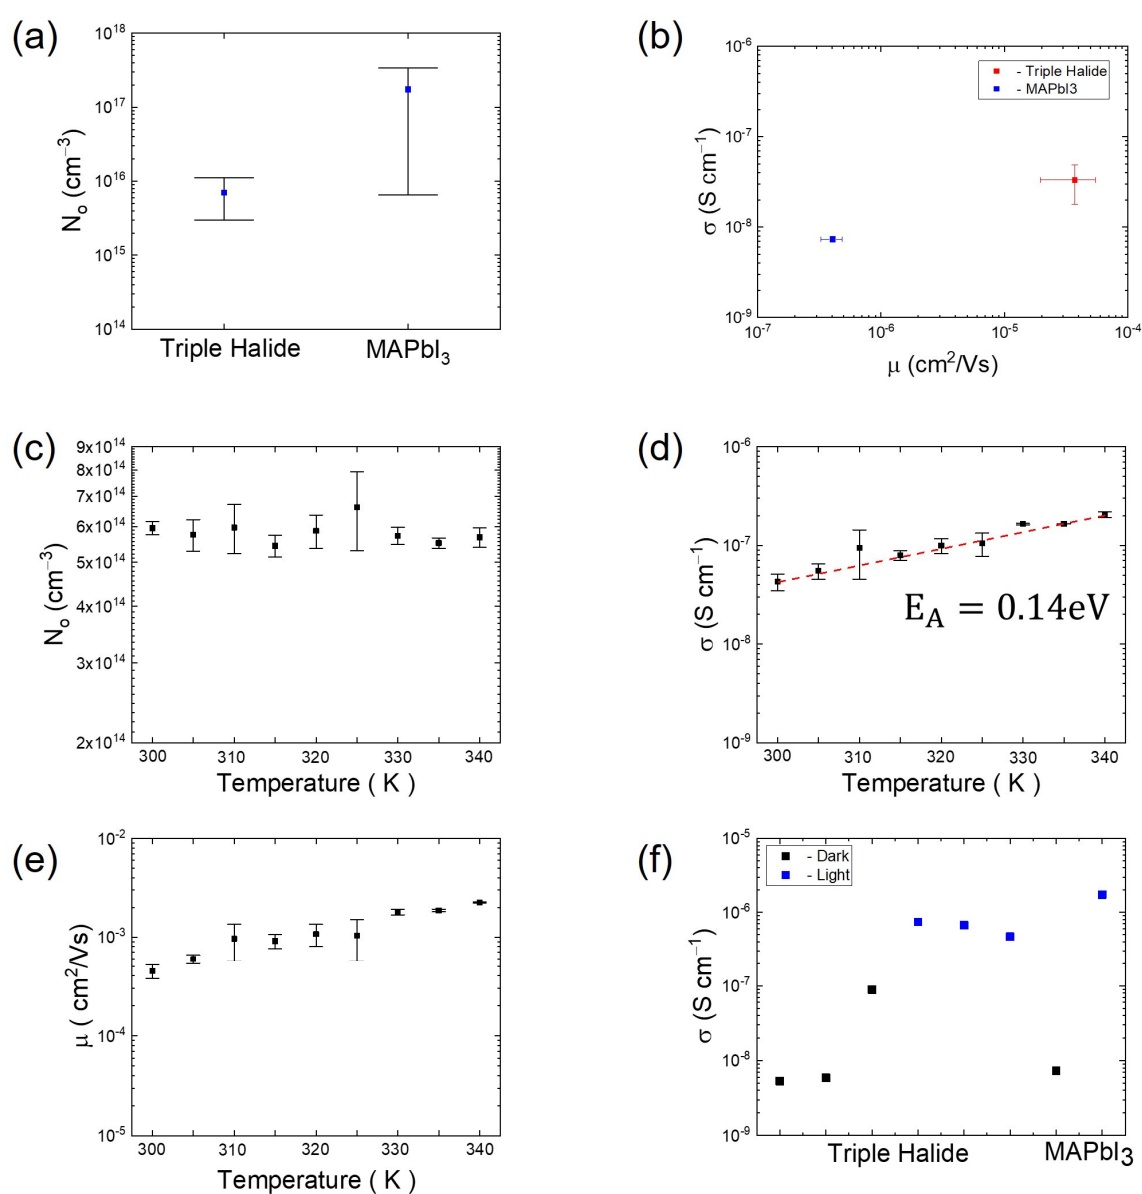 (a)
10^18
10^17
10^16
10^15
10^14
N_o (cm^−3)
Triple Halide
MAPbI_3
(b)
10^-6
10^-7
10^-8
10^-9
σ (S cm^−1)
- Triple Halide
- MAPbI3
10^-7
10^-6
10^-5
10^-4
μ (cm^2/Vs)
(c)
9x10^14
8x10^14
7x10^14
6x10^14
5x10^14
4x10^14
3x10^14
2x10^14
N_o (cm^−3)
300 310 320 330 340
Temperature ( K )
(d)
10^-6
10^-7
10^-8
10^-9
σ (S cm^−1)
E_A = 0.14eV
300 310 320 330 340
Temperature ( K )
(e)
10^-2
10^-3
10^-4
10^-5
μ ( cm^2/Vs)
300 310 320 330 340
Temperature ( K )
(f)
10^-5
10^-6
10^-7
10^-8
10^-9
σ (S cm^−1)
- Dark
- Light
Triple Halide
MAPbI_3